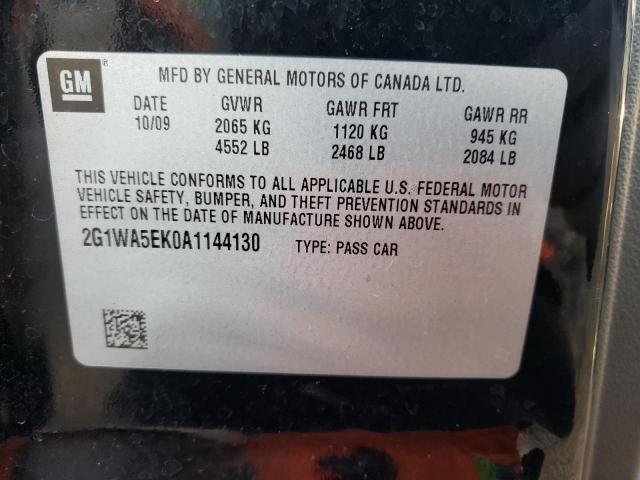 GM
MFD BY GENERAL MOTORS OF CANADA LTD.
DATE GVWR GAWR FRT GAWR RR
10/09 2065 KG 1120 KG 945 KG
4552 LB 2468 LB 2084 LB
THIS VEHICLE CONFORMS TO ALL APPLICABLE U.S. FEDERAL MOTOR
VEHICLE SAFETY, BUMPER, AND THEFT PREVENTION STANDARDS IN
EFFECT ON THE DATE OF MANUFACTURE SHOWN ABOVE.
2G1WA5EK0A1144130 TYPE: PASS CAR